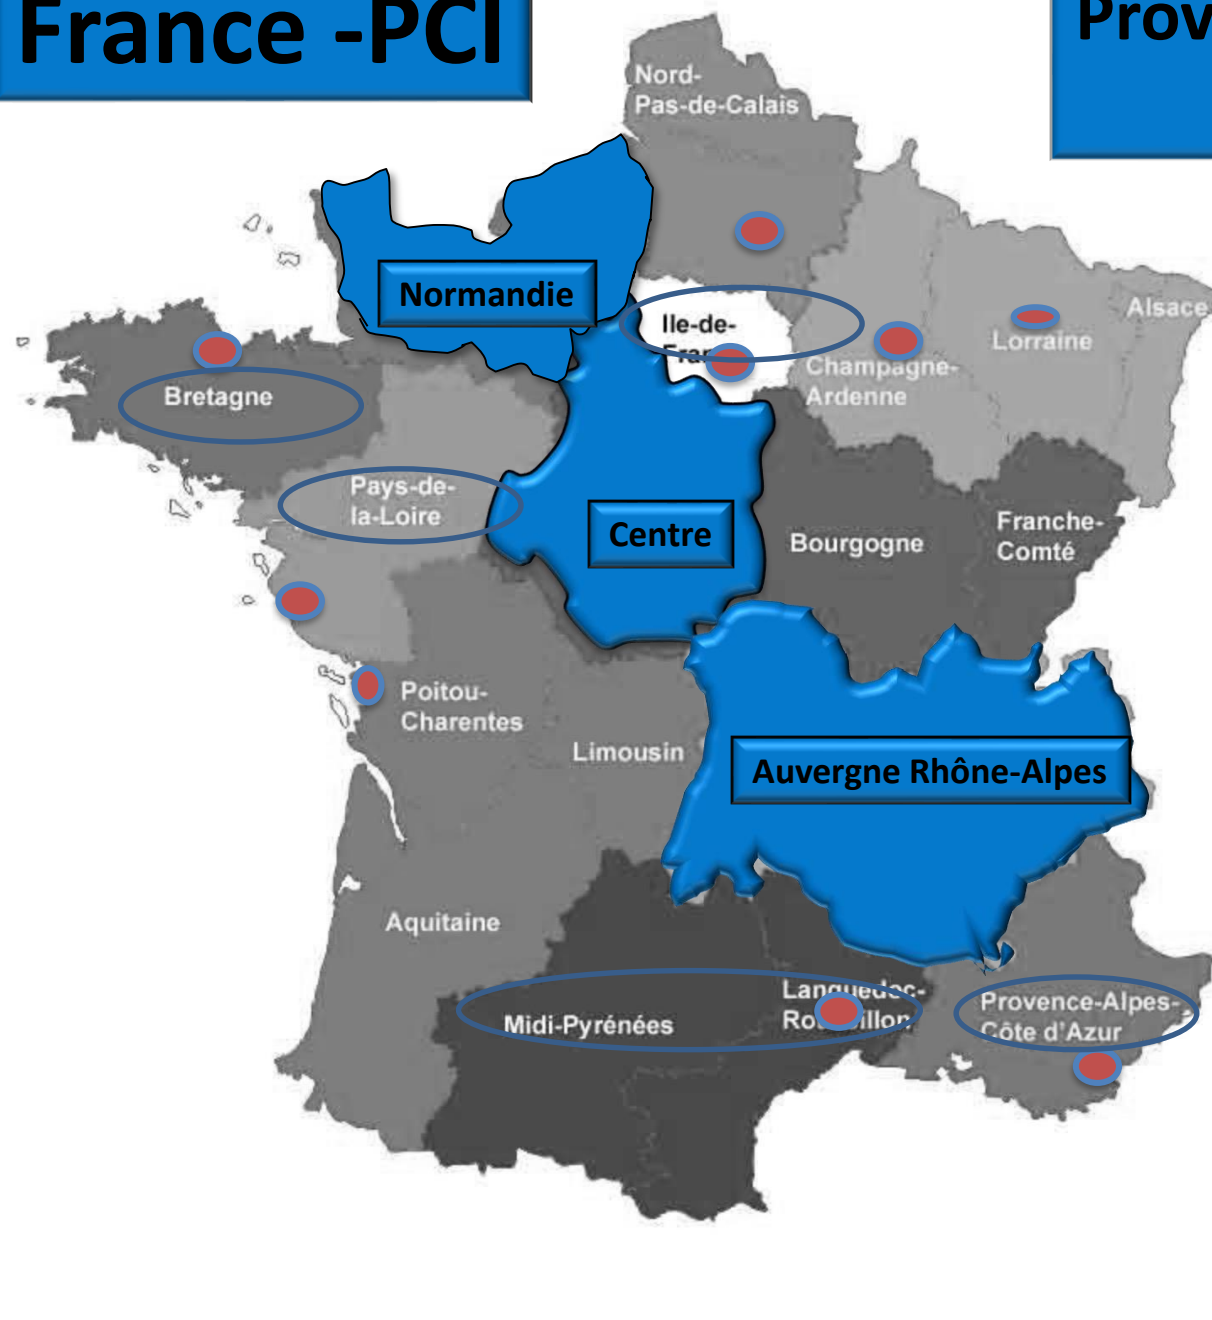 France -PCI
Prov
Nord-
Pas-de-Calais
Normandie
Ile-de-
Alsace
Lorraine
Champagne-
Ardenne
Bretagne
Pays-de-
la-Loire
Centre
Bourgogne
Franche-
Comté
Poitou-
Charentes
Limousin
Auvergne Rhône-Alpes
Aquitaine
Midi-Pyrénées
Languedoc-
Provence-Alpes-
Côte d'Azur